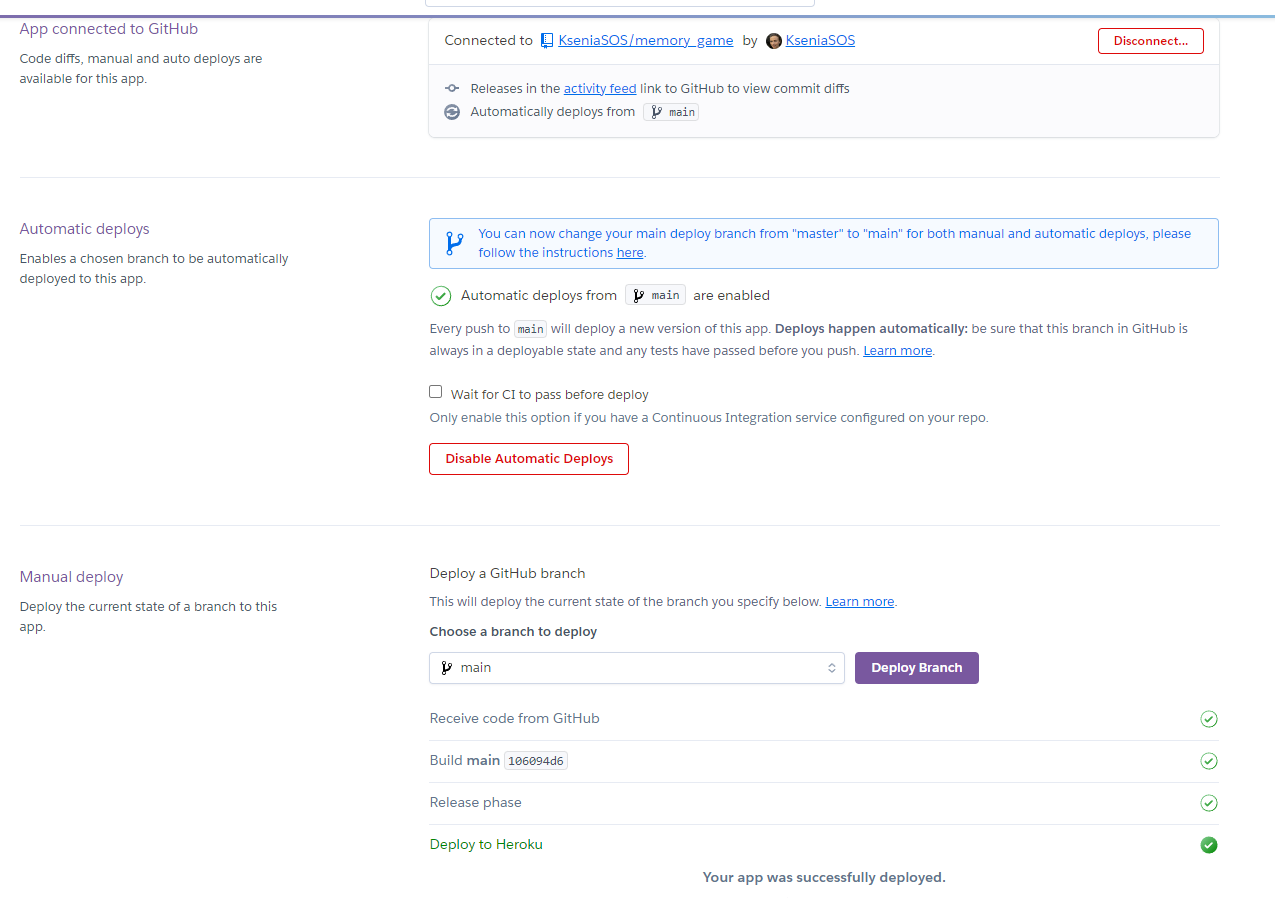 App connected to GitHub
Code diffs, manual and auto deploys are
available for this app.
Connected to KseniaSOS/memory_game by KseniaSOS
Disconnect...
Releases in the activity feed link to GitHub to view commit diffs
Automatically deploys from main
Automatic deploys
Enables a chosen branch to be automatically
deployed to this app.
You can now change your main deploy branch from "master" to "main" for both manual and automatic deploys, please
follow the instructions here.
Automatic deploys from main are enabled
Every push to main will deploy a new version of this app. Deploys happen automatically: be sure that this branch in GitHub is
always in a deployable state and any tests have passed before you push. Learn more.
Wait for CI to pass before deploy
Only enable this option if you have a Continuous Integration service configured on your repo.
Disable Automatic Deploys
Manual deploy
Deploy the current state of a branch to this
app.
Deploy a GitHub branch
This will deploy the current state of the branch you specify below. Learn more.
Choose a branch to deploy
main
Deploy Branch
Receive code from GitHub
Build main 106094d6
Release phase
Deploy to Heroku
Your app was successfully deployed.